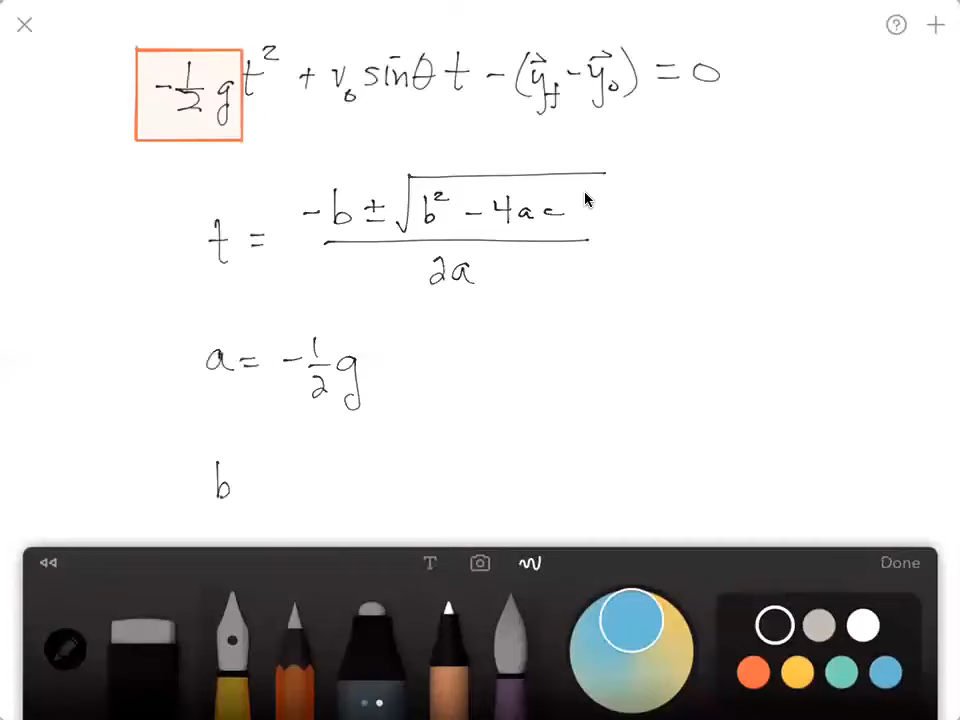 -1/2 g t² + v₀ sinθ t - (y⃗f - y⃗₀) = 0
t = (-b ± √(b² - 4ac)) / 2a
a = -1/2 g
b
T
Done